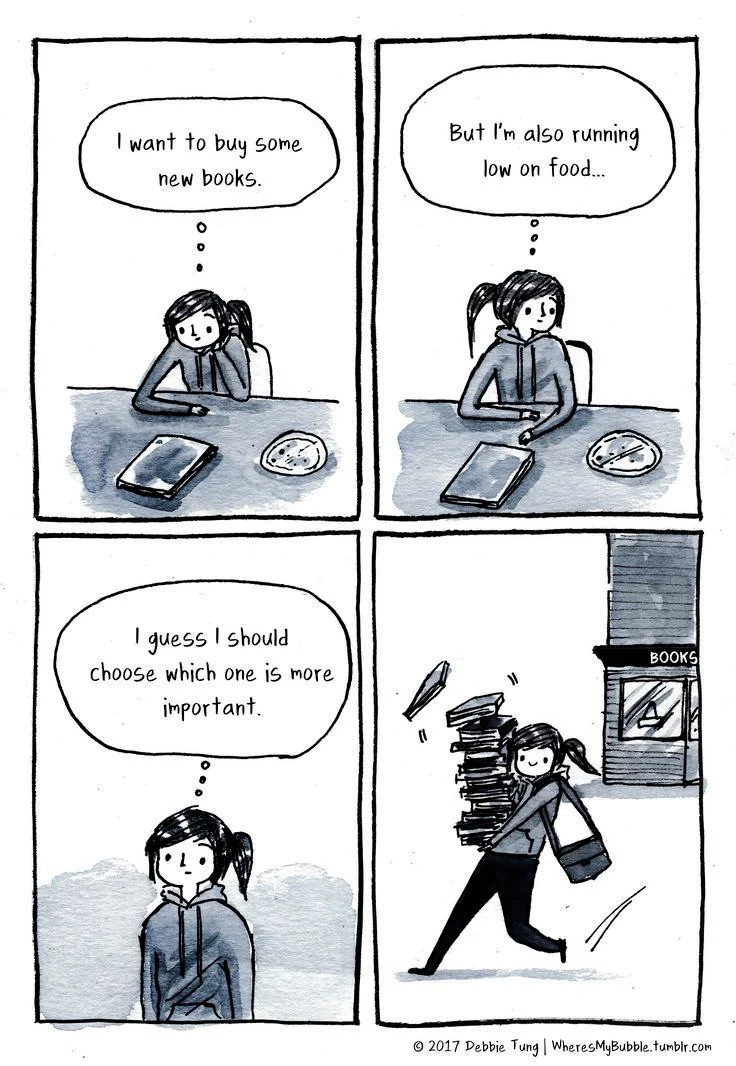 I want to buy some
new books.
But I'm also running
low on food...
I guess I should
choose which one is more
important.
BOOKS
© 2017 Debbie Tung | WheresMyBubble.tumblr.com